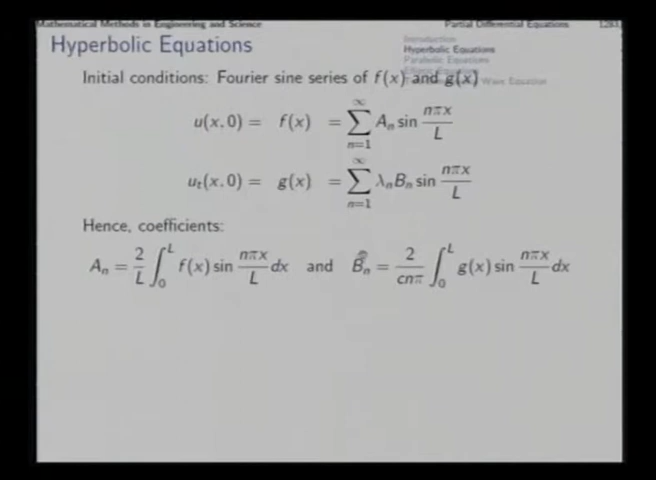 Mathematical Methods in Engineering and Science Partial Differential Equations
Hyperbolic Equations
Introduction
Hyperbolic Equations
Parabolic Equations
Wave Equation
Initial conditions: Fourier sine series of f(x) and g(x)
u(x, 0) = f(x) = ∑_{n=1}^{∞} A_n sin nπx/L
u_t(x, 0) = g(x) = ∑_{n=1}^{∞} λ_n B_n sin nπx/L
Hence, coefficients:
A_n = 2/L ∫_0^L f(x) sin nπx/L dx and B_n = 2/cnπ ∫_0^L g(x) sin nπx/L dx